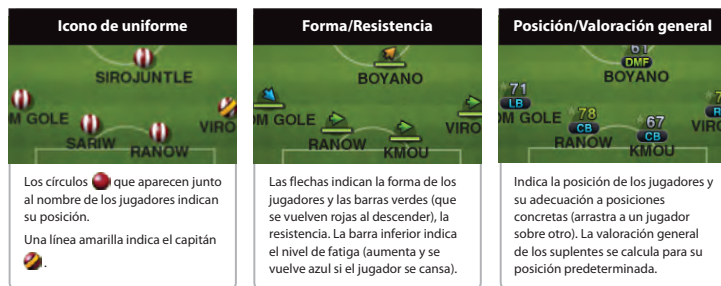 Icono de uniforme
SIROJUNTLE
OM GOLE
VIRO
SARIW
RANOW
Los círculos que aparecen junto
al nombre de los jugadores indican
su posición.
Una línea amarilla indica el capitán
.
Forma/Resistencia
BOYANO
OM GOLE
VIRO
RANOW
KMOU
Las flechas indican la forma de los
jugadores y las barras verdes (que
se vuelven rojas al descender), la
resistencia. La barra inferior indica
el nivel de fatiga (aumenta y se
vuelve azul si el jugador se cansa).
Posición/Valoración general
61
DMF
BOYANO
71
LB
OM GOLE
78
CB
RANOW
67
CB
KMOU
VIRO
Indica la posición de los jugadores y
su adecuación a posiciones
concretas (arrastra a un jugador
sobre otro). La valoración general
de los suplentes se calcula para su
posición predeterminada.